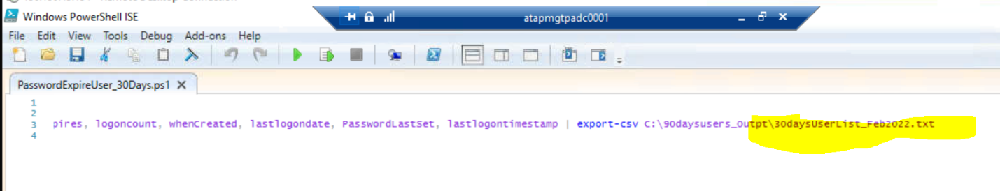 Windows PowerShell ISE
atapmgtpadc0001
File Edit View Tools Debug Add-ons Help
PasswordExpireUser_30Days.ps1
1
2
3 pires, logoncount, whenCreated, lastlogondate, PasswordLastSet, lastlogontimestamp | export-csv C:\90daysusers_Outpt\30daysUserList_Feb2022.txt
4